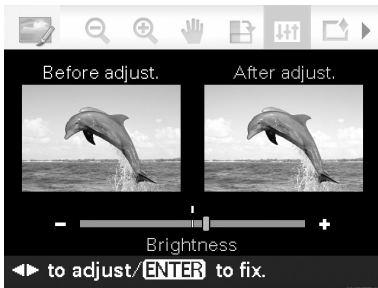 Before adjust. After adjust.
- +
Brightness
◄► to adjust/ENTER to fix.